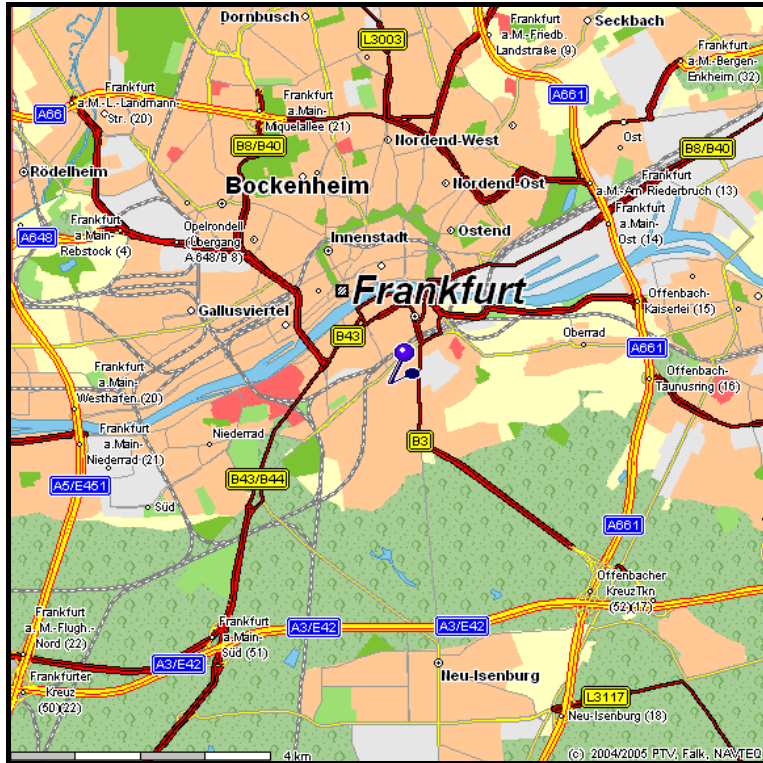 Dornbusch
Seckbach
L3003
Frankfurt
a.M.-Friedb.
Landstraße (9)
Frankfurt
a.M.-Bergen-
Enkheim (32)
Frankfurt
a.M.-L.-Landmann-
Str. (20)
A66
Frankfurt
a.Main-
Miquelallee (21)
A661
B8/B40
Nordend-West
Ost
B8/B40
Rödelheim
Bockenheim
Nordend-Ost
Frankfurt
a.M.-Am Riederbruch (13)
A648
Frankfurt
a.Main-
Rebstock (4)
Opelrondell
(Übergang
A 648/B 8)
Innenstadt
Ostend
Frankfurt
a.Main-
Ost (14)
Frankfurt
Gallusviertel
Offenbach-
Kaiserlei (15)
B43
Oberrad
A661
Frankfurt
a.Main-
Westhafen (20)
Offenbach-
Taunusring (16)
Frankfurt
a.Main-
Niederrad (21)
Niederrad
B3
A5/E451
B43/B44
Süd
A661
Offenbacher
KreuzTkn
(52)(17)
Frankfurt
a. M.-Flugh.-
Nord (22)
Frankfurt
a.Main-
Süd (51)
A3/E42
A3/E42
A3/E42
Frankfurter
Kreuz
(50)(22)
Neu-Isenburg
L3117
Neu-Isenburg (18)
4 km
(c) 2004/2005 PTV, Falk, NAVTEQ